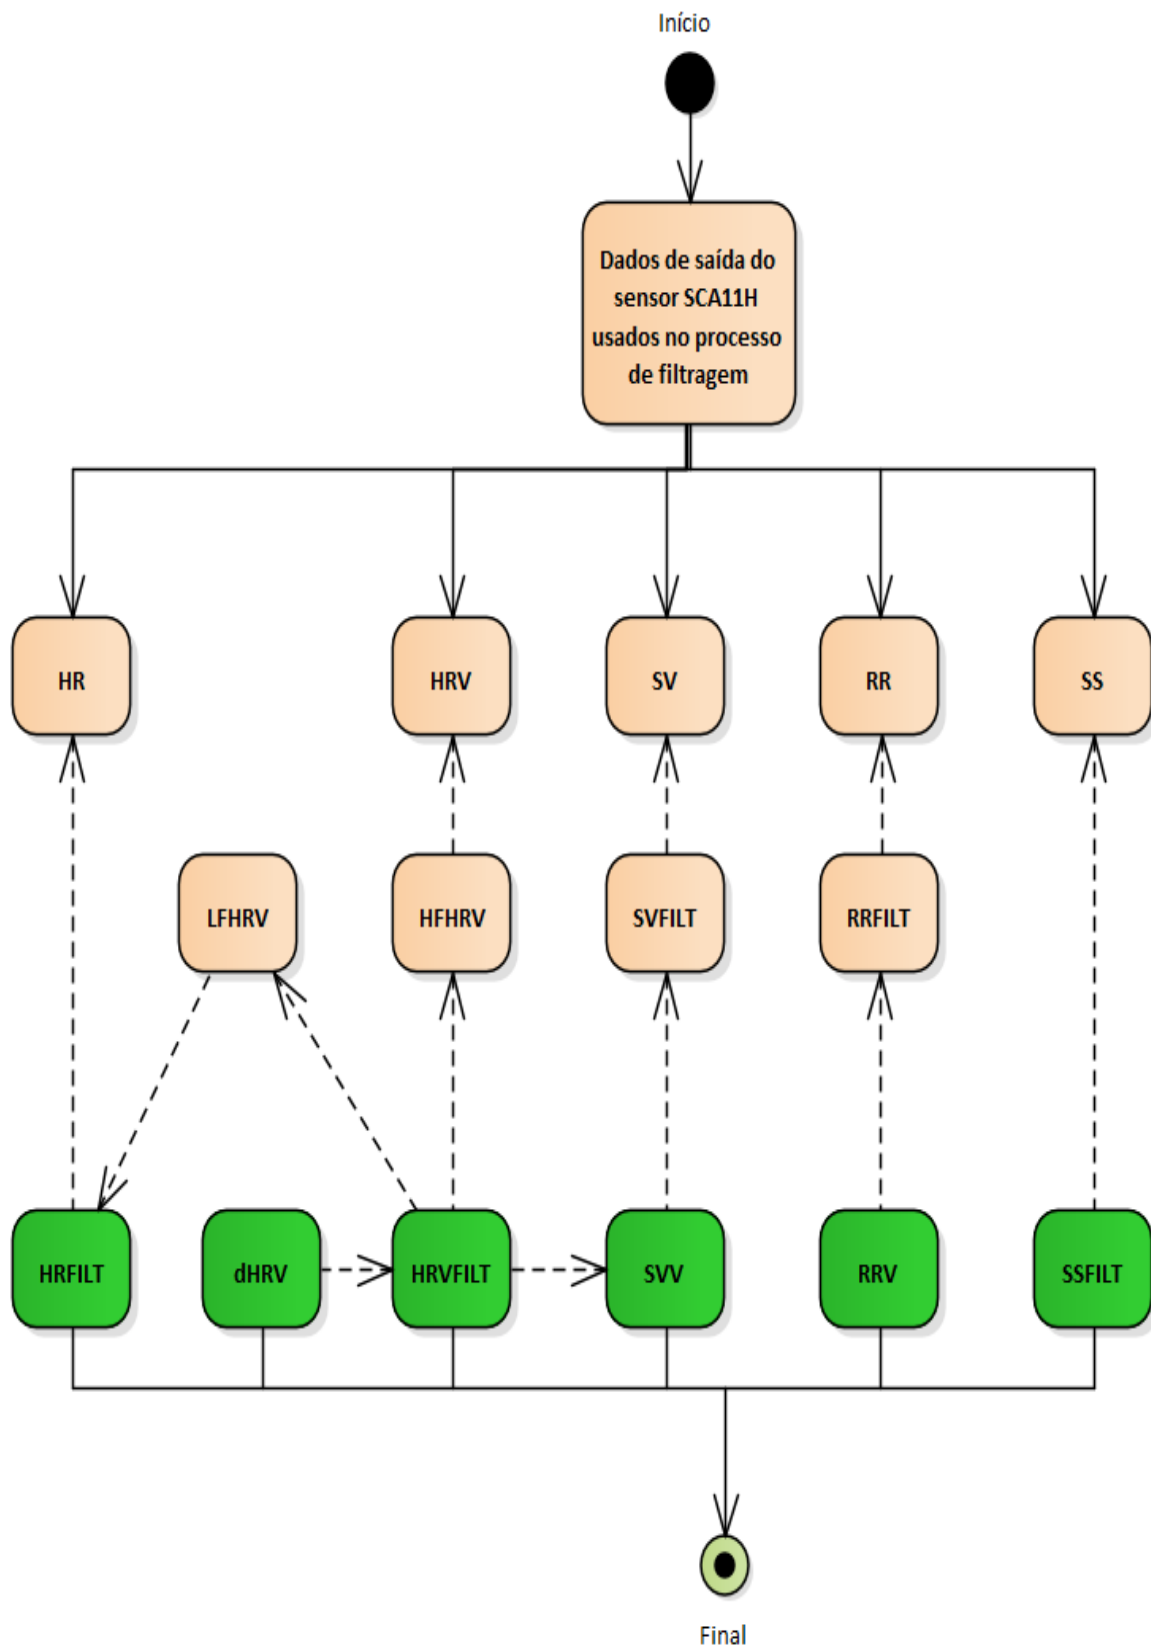 Início
Dados de saída do
sensor SCA11H
usados no processo
de filtragem
HR
HRV
SV
RR
SS
LFHRV
HFHRV
SVFILT
RRFILT
HRFILT
dHRV
HRVFILT
SVV
RRV
SSFILT
Final